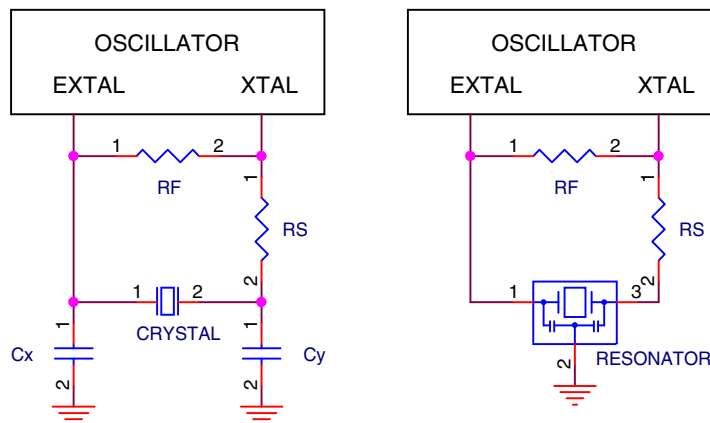 OSCILLATOR
EXTAL XTAL
1 2
RF
1
RS
2
1 2
CRYSTAL
1
Cx
2
1
Cy
2
OSCILLATOR
EXTAL XTAL
1 2
RF
1
RS
2
1 3
2
RESONATOR